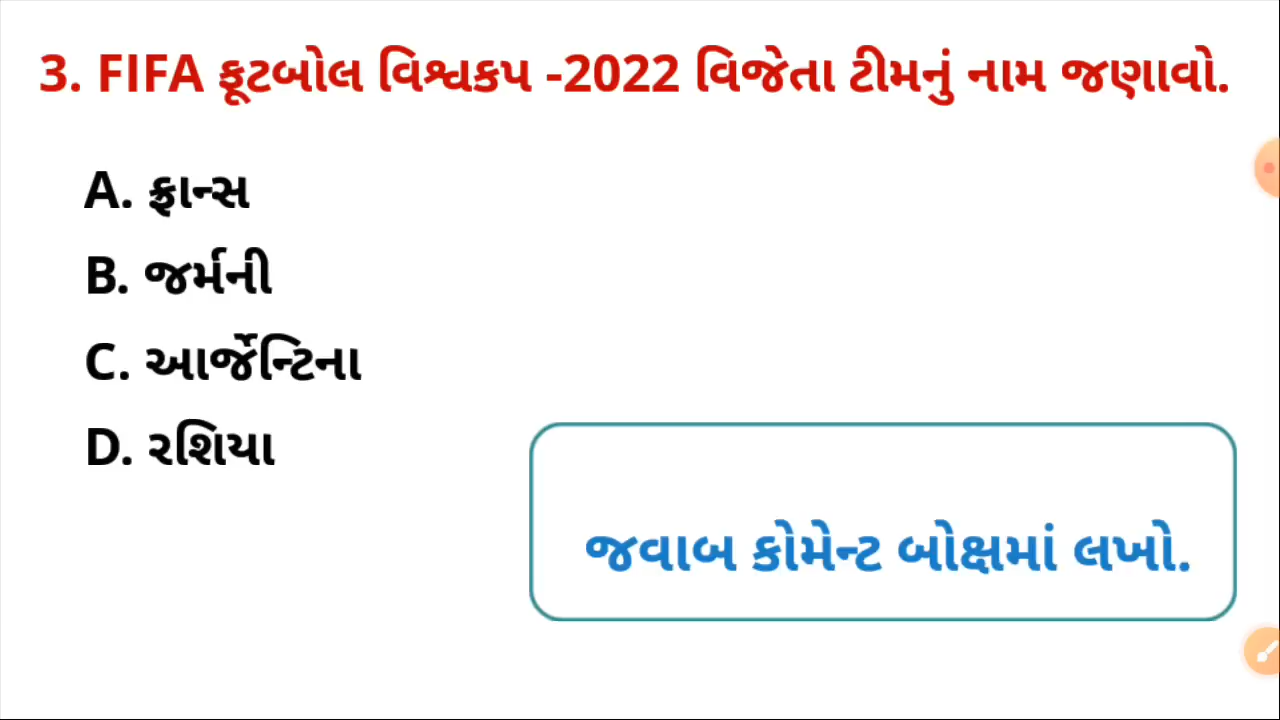 3. FIFA ફૂટબોલ વિશ્વકપ -2022 વિજેતા ટીમનું નામ જણાવો.
A. ફ્રાન્સ
B. જર્મની
C. આર્જેન્ટિના
D. રશિયા
જવાબ કોમેન્ટ બોક્ષમાં લખો.